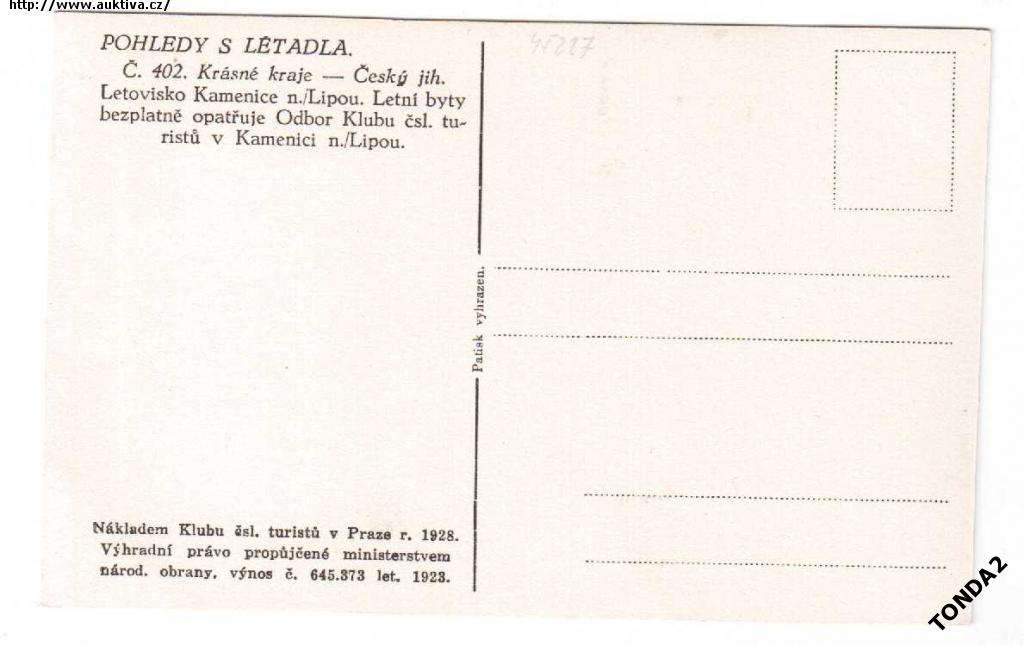 http://www.auktiva.cz/
POHLEDY S LETADLA.
Č. 402. Krásné kraje — Český jih.
Letovisko Kamenice n./Lipou. Letní byty
bezplatně opatřuje Odbor Klubu čsl. tu-
ristů v Kamenici n./Lipou.
Nákladem Klubu čsl. turistů v Praze r. 1928.
Výhradní právo propůjčené ministerstvem
národ. obrany, výnos č. 645.373 let. 1923.
Patisk vyhrazen.
45227
TONDA2